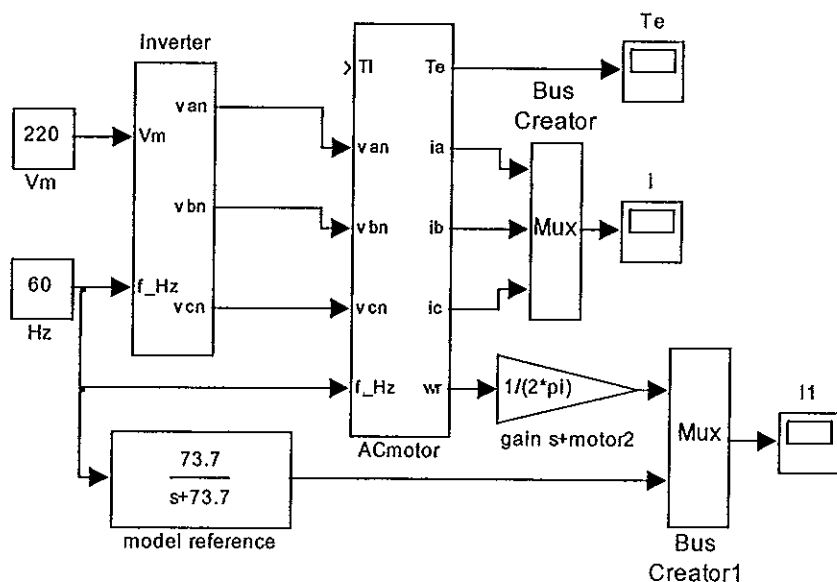 Inverter
Te
Tl
Te
Bus
Creator
220
Vm
van
van
ia
Vm
I
vbn
vbn
ib
Mux
60
f_Hz
Hz
vcn
vcn
ic
f_Hz
wr
1/(2*pi)
I1
ACmotor
gain s+motor2
Mux
73.7
s+73.7
model reference
Bus
Creator1